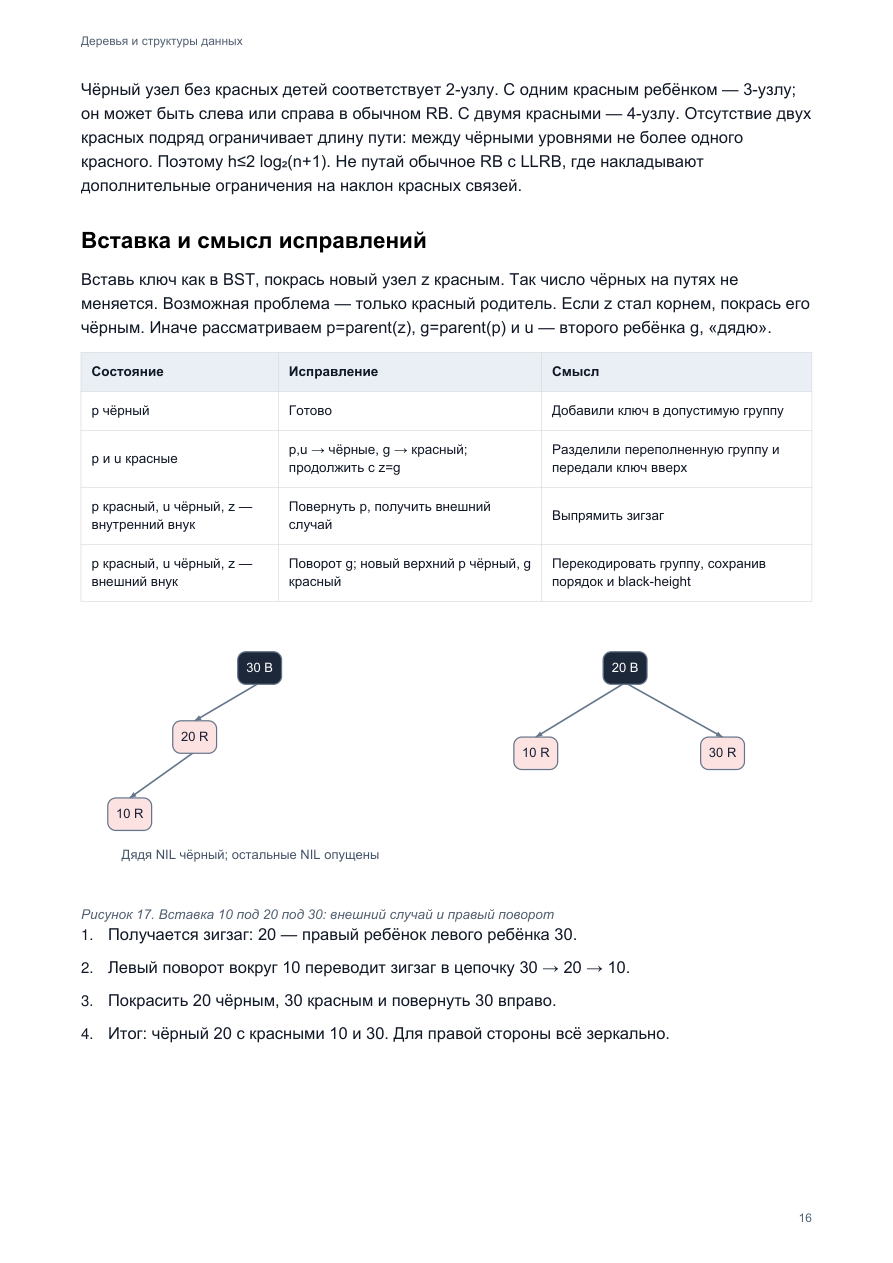 Деревья и структуры данных
Чёрный узел без красных детей соответствует 2-узлу. С одним красным ребёнком — 3-узлу;
он может быть слева или справа в обычном RB. С двумя красными — 4-узлу. Отсутствие двух
красных подряд ограничивает длину пути: между чёрными уровнями не более одного
красного. Поэтому h≤2 log₂(n+1). Не путай обычное RB с LLRB, где накладывают
дополнительные ограничения на наклон красных связей.
Вставка и смысл исправлений
Вставь ключ как в BST, покрась новый узел z красным. Так число чёрных на путях не
меняется. Возможная проблема — только красный родитель. Если z стал корнем, покрась его
чёрным. Иначе рассматриваем p=parent(z), g=parent(p) и u — второго ребёнка g, «дядю».
Состояние Исправление Смысл
p чёрный Готово Добавили ключ в допустимую группу
p и u красные
p,u → чёрные, g → красный;
продолжить с z=g
Разделили переполненную группу и
передали ключ вверх
p красный, u чёрный, z —
внутренний внук
Повернуть p, получить внешний
случай
Выпрямить зигзаг
p красный, u чёрный, z —
внешний внук
Поворот g; новый верхний p чёрный, g
красный
Перекодировать группу, сохранив
порядок и black-height
30 B
20 R
10 R
Дядя NIL чёрный; остальные NIL опущены
20 B
10 R
30 R
Рисунок 17. Вставка 10 под 20 под 30: внешний случай и правый поворот
1. Получается зигзаг: 20 — правый ребёнок левого ребёнка 30.
2. Левый поворот вокруг 10 переводит зигзаг в цепочку 30 → 20 → 10.
3. Покрасить 20 чёрным, 30 красным и повернуть 30 вправо.
4. Итог: чёрный 20 с красными 10 и 30. Для правой стороны всё зеркально.
16